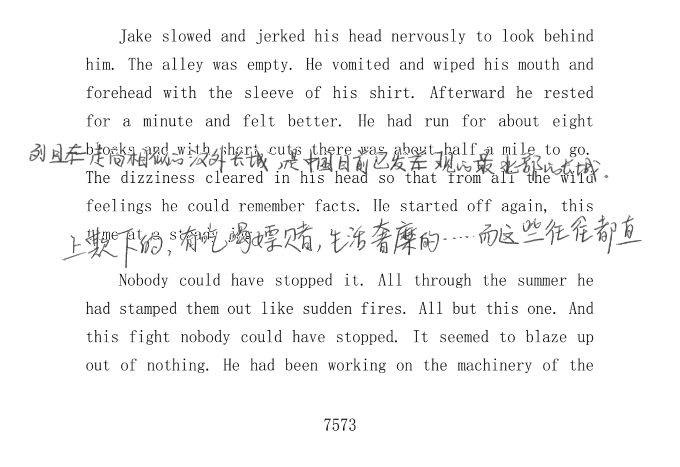 Jake slowed and jerked his head nervously to look behind
him. The alley was empty. He vomited and wiped his mouth and
forehead with the sleeve of his shirt. Afterward he rested
for a minute and felt better. He had run for about eight
blocks and with short cuts there was about half a mile to go.
列且在走向相似的汉外长城,是中国目前已发在观的最北部的长城.
The dizziness cleared in his head so that from all the wild
feelings he could remember facts. He started off again, this
time at a steady jog.
上欺下的,有吃喝嫖赌,生活奢靡的……而这些往往都直
Nobody could have stopped it. All through the summer he
had stamped them out like sudden fires. All but this one. And
this fight nobody could have stopped. It seemed to blaze up
out of nothing. He had been working on the machinery of the
7573